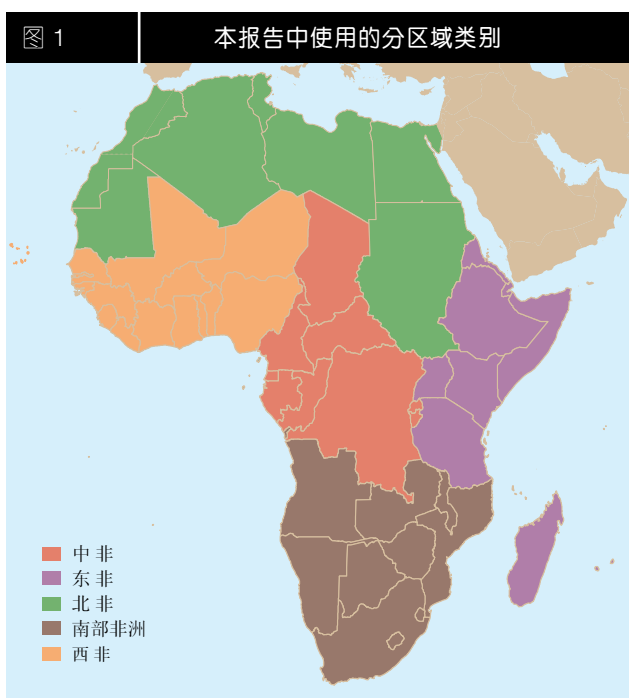 图 1
本报告中使用的分区域类别
中 非
东 非
北 非
南部非洲
西 非